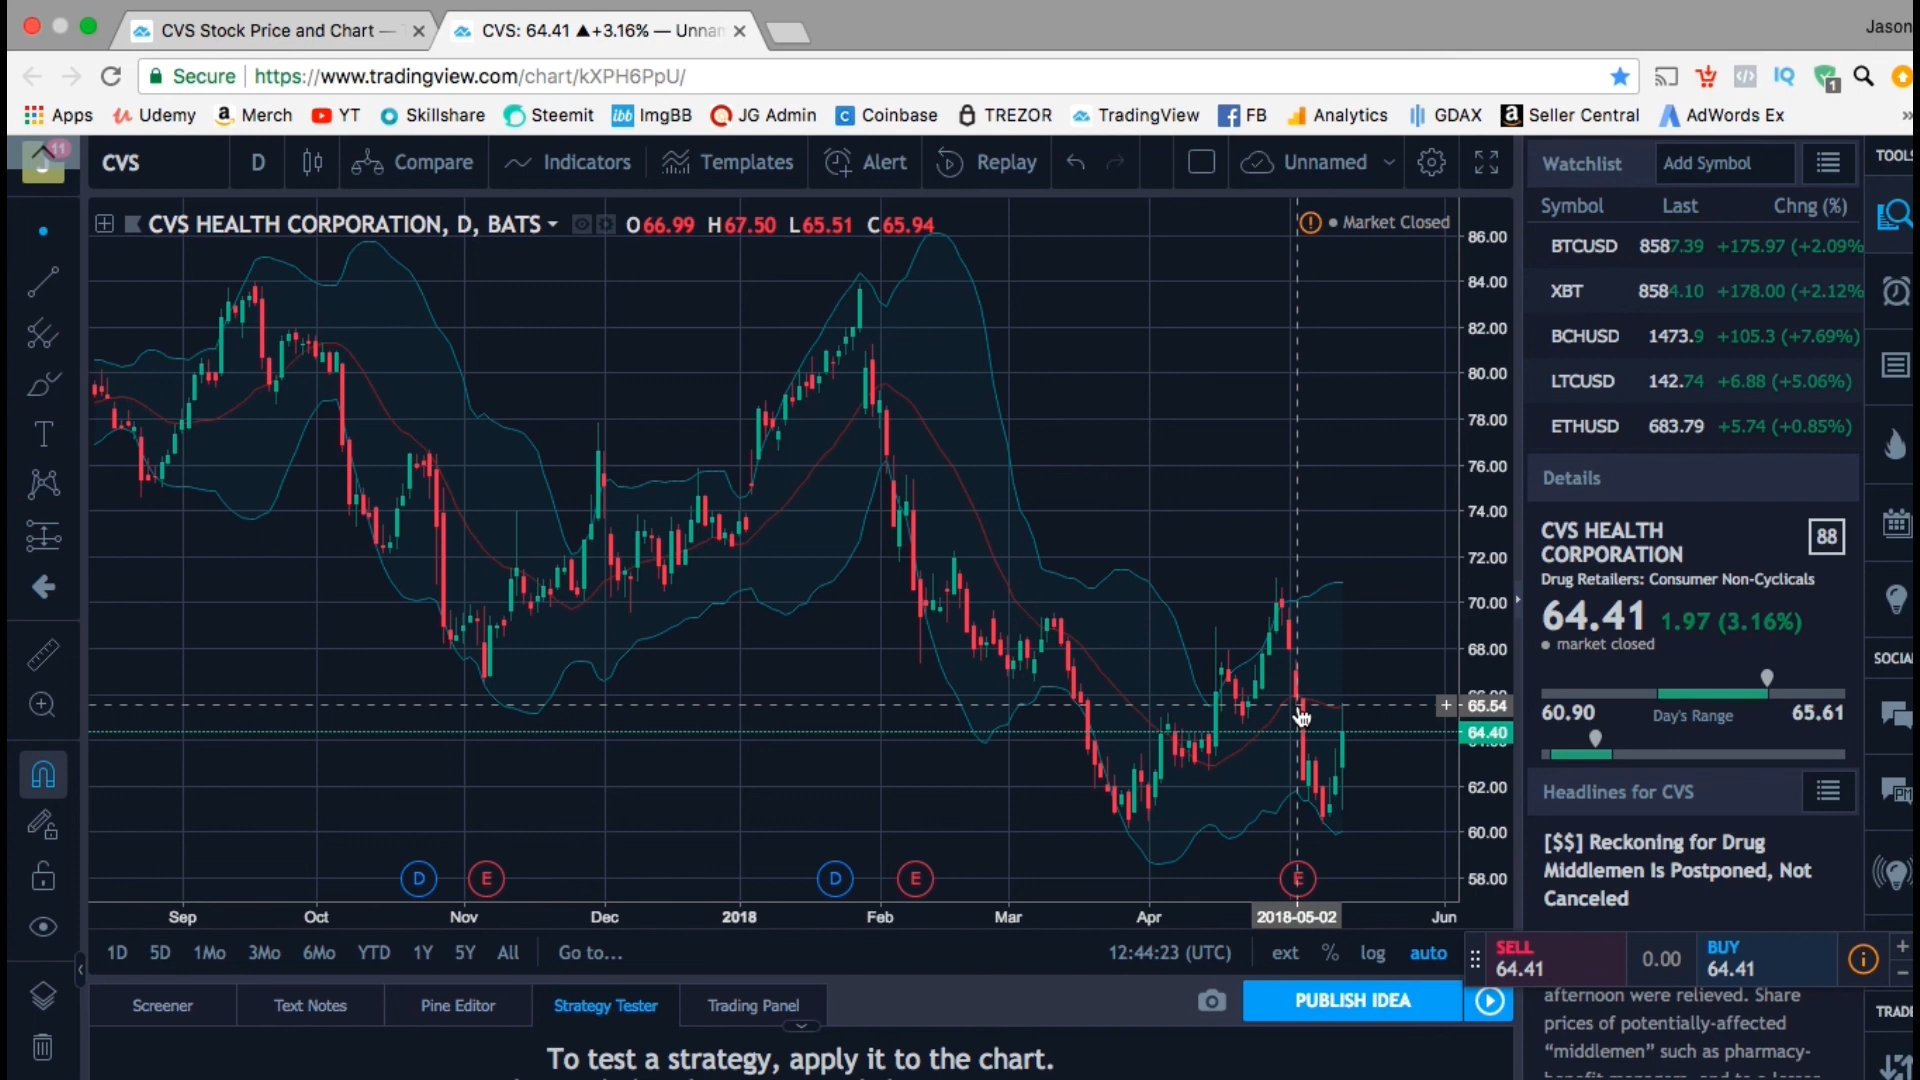 Jason
CVS Stock Price and Chart —
CVS: 64.41 ▲+3.16% — Unnam
Secure
https://www.tradingview.com/chart/kXPH6PpU/
1
Apps
Udemy
Merch
YT
Skillshare
Steemit
ibb ImgBB
JG Admin
Coinbase
TREZOR
TradingView
FB
Analytics
GDAX
Seller Central
AdWords Ex
»
11
CVS
D
Compare
Indicators
Templates
Alert
Replay
Unnamed
Watchlist
Add Symbol
TOOLS
CVS HEALTH CORPORATION, D, BATS
O66.99 H67.50 L65.51 C65.94
Market Closed
Symbol Last Chng (%)
BTCUSD 8587.39 +175.97 (+2.09%
XBT 8584.10 +178.00 (+2.12%
BCHUSD 1473.9 +105.3 (+7.69%)
LTCUSD 142.74 +6.88 (+5.06%)
ETHUSD 683.79 +5.74 (+0.85%)
86.00
84.00
82.00
80.00
78.00
76.00
74.00
72.00
70.00
68.00
65.54
64.40
62.00
60.00
58.00
Details
CVS HEALTH
CORPORATION
88
Drug Retailers: Consumer Non-Cyclicals
64.41 1.97 (3.16%)
market closed
SOCIAL
60.90 Day's Range 65.61
Headlines for CVS
[$$] Reckoning for Drug
Middlemen Is Postponed, Not
Canceled
D
E
D
E
E
Sep
Oct
Nov
Dec
2018
Feb
Mar
Apr
2018-05-02
Jun
1D
5D
1Mo
3Mo
6Mo
YTD
1Y
5Y
All
Go to...
12:44:23 (UTC)
ext
%
log
auto
SELL
64.41
0.00
BUY
64.41
Screener
Text Notes
Pine Editor
Strategy Tester
Trading Panel
PUBLISH IDEA
afternoon were relieved. Share
prices of potentially-affected
“middlemen” such as pharmacy-
TRADE
To test a strategy, apply it to the chart.